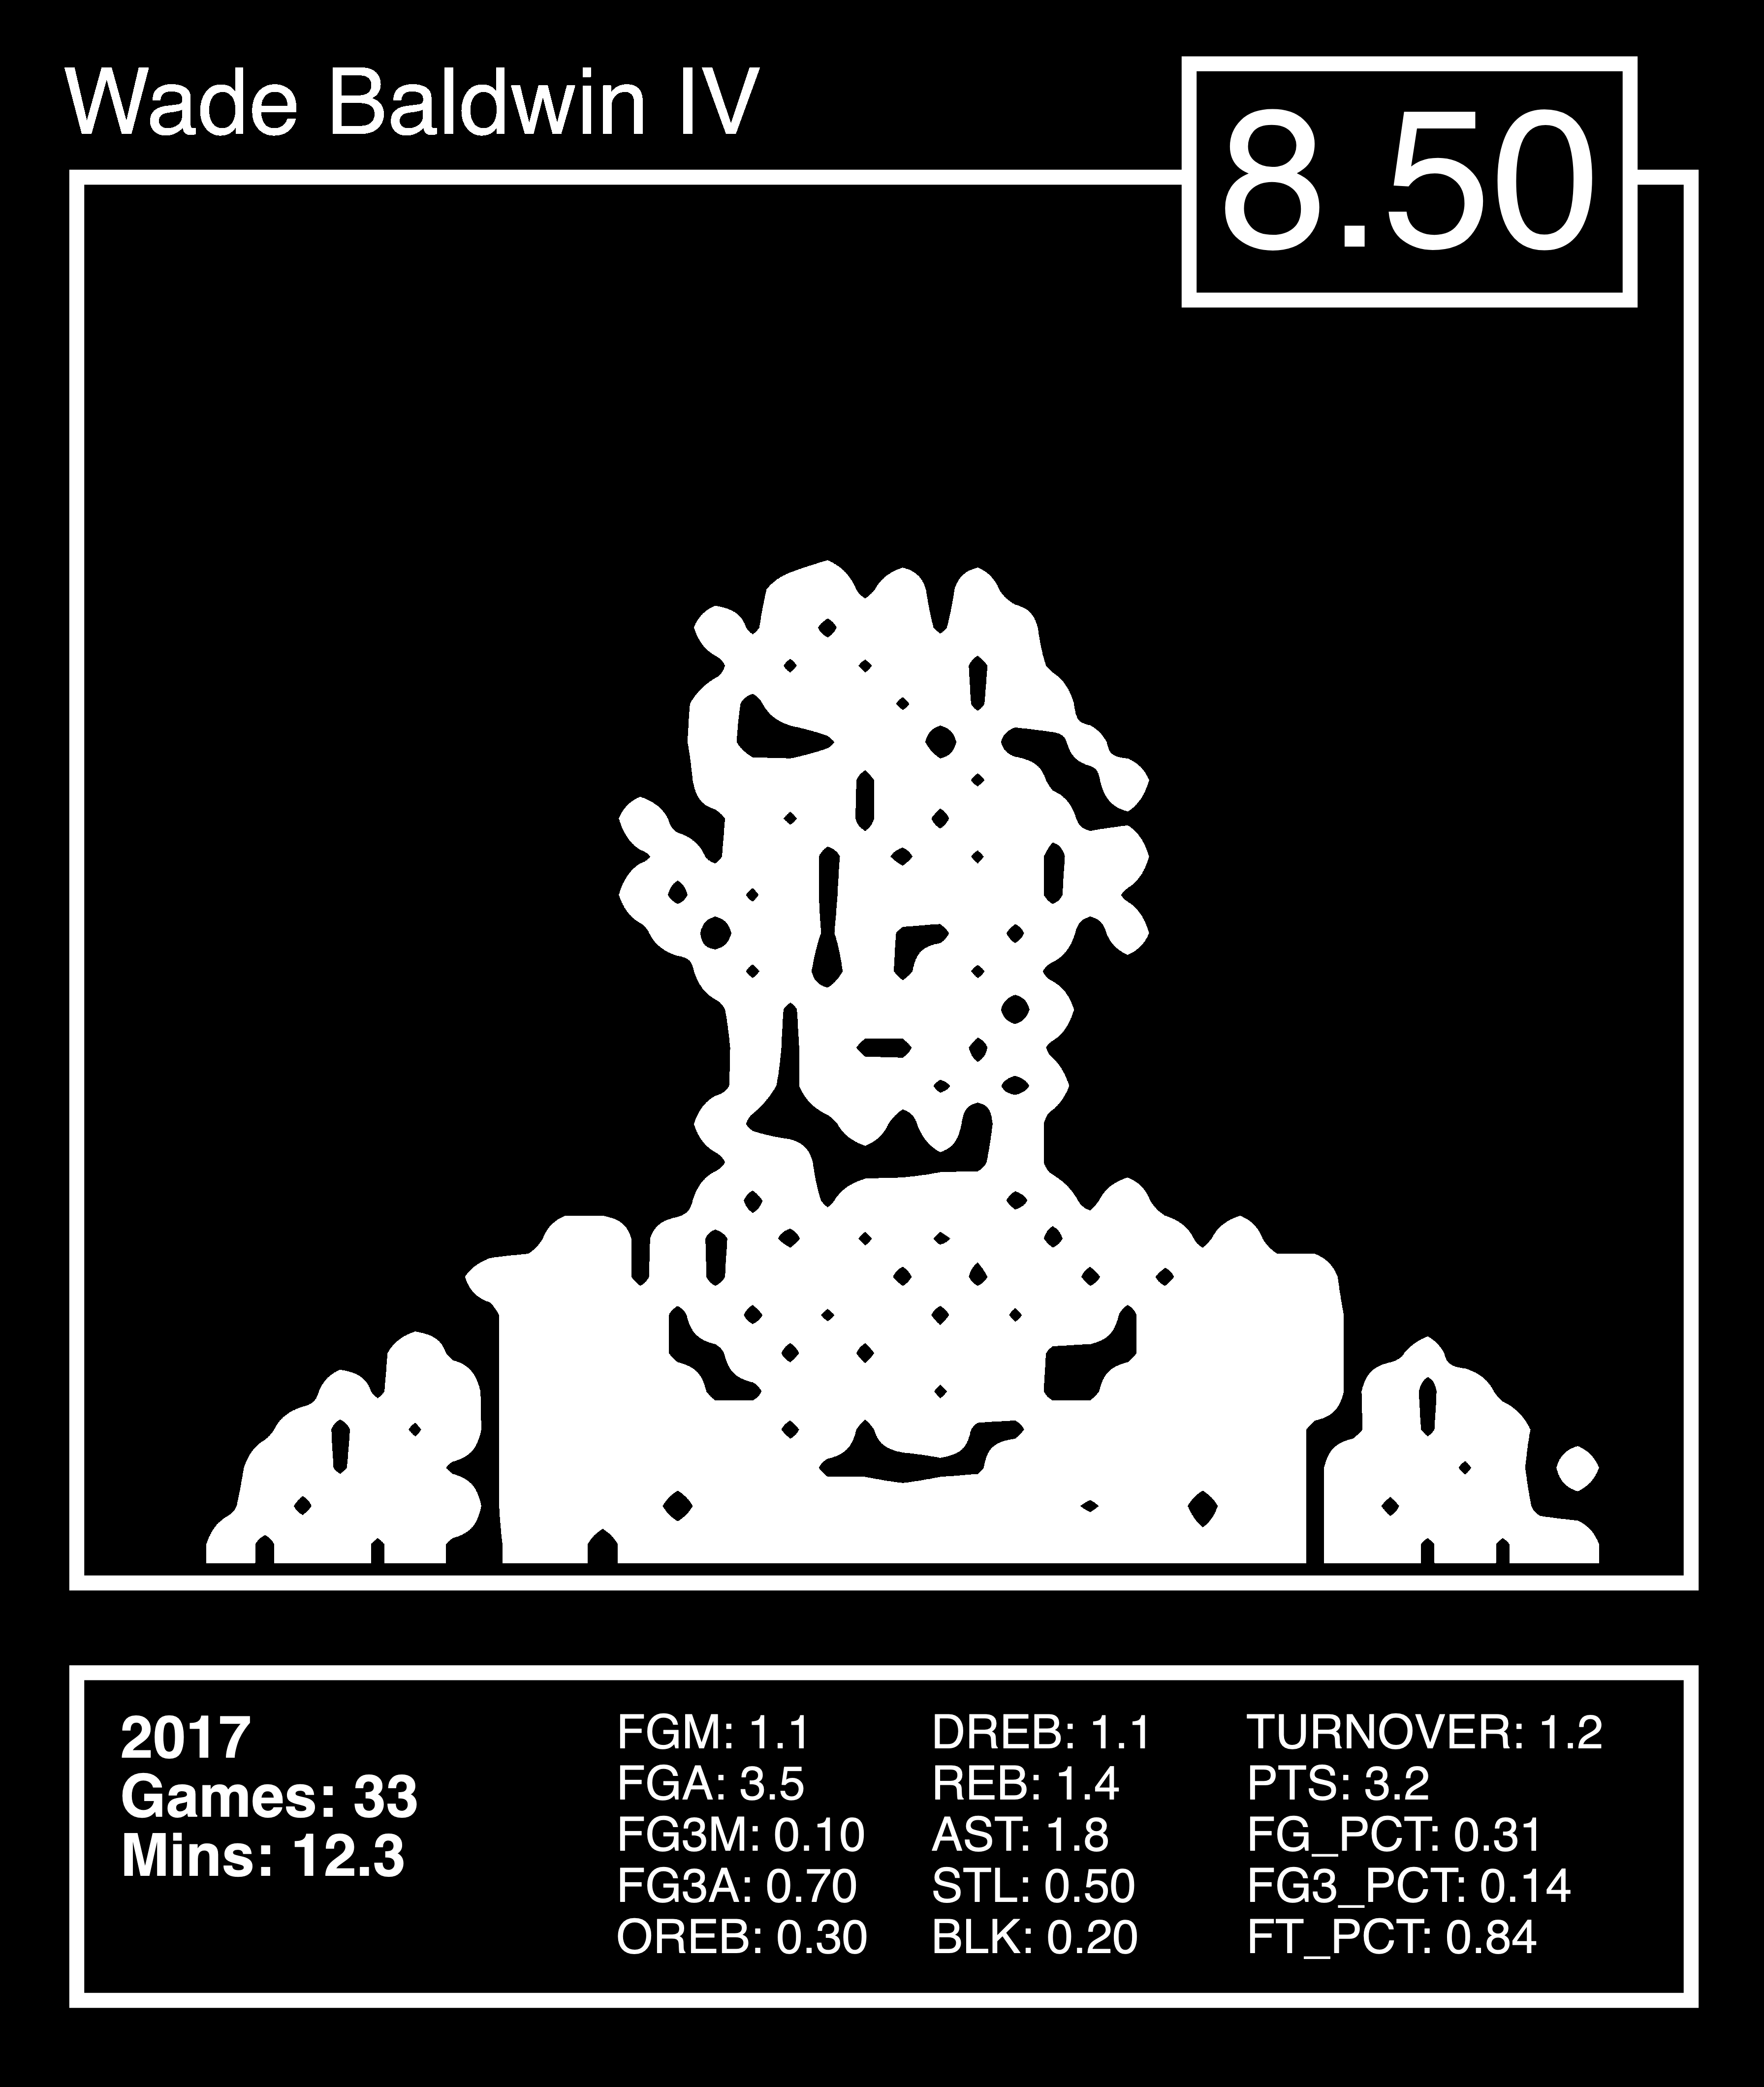 Wade Baldwin IV
8.50
2017
Games: 33
Mins: 12.3
FGM: 1.1
FGA: 3.5
FG3M: 0.10
FG3A: 0.70
OREB: 0.30
DREB: 1.1
REB: 1.4
AST: 1.8
STL: 0.50
BLK: 0.20
TURNOVER: 1.2
PTS: 3.2
FG_PCT: 0.31
FG3_PCT: 0.14
FT_PCT: 0.84